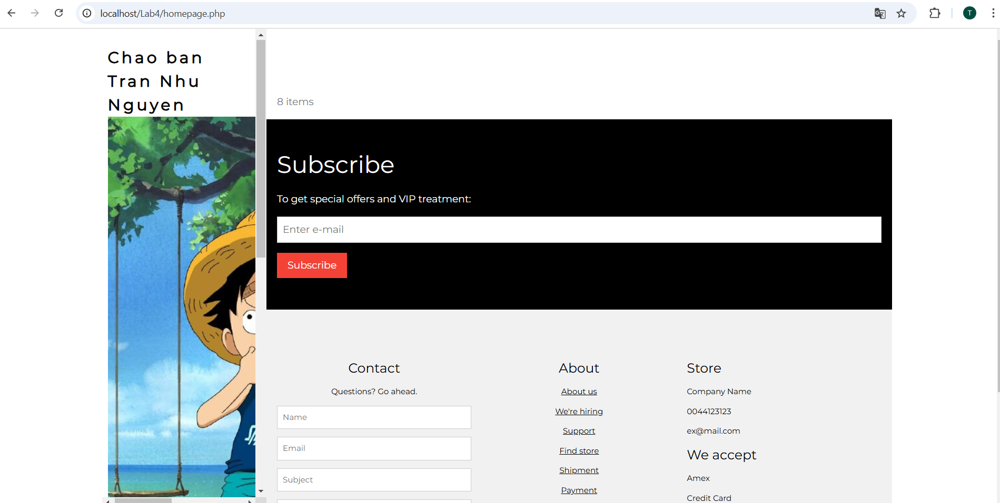 localhost/Lab4/homepage.php
T
Chao ban
Tran Nhu
Nguyen
8 items
Subscribe
To get special offers and VIP treatment:
Enter e-mail
Subscribe
Contact
Questions? Go ahead.
Name
Email
Subject
About
About us
We're hiring
Support
Find store
Shipment
Payment
Store
Company Name
0044123123
ex@mail.com
We accept
Amex
Credit Card